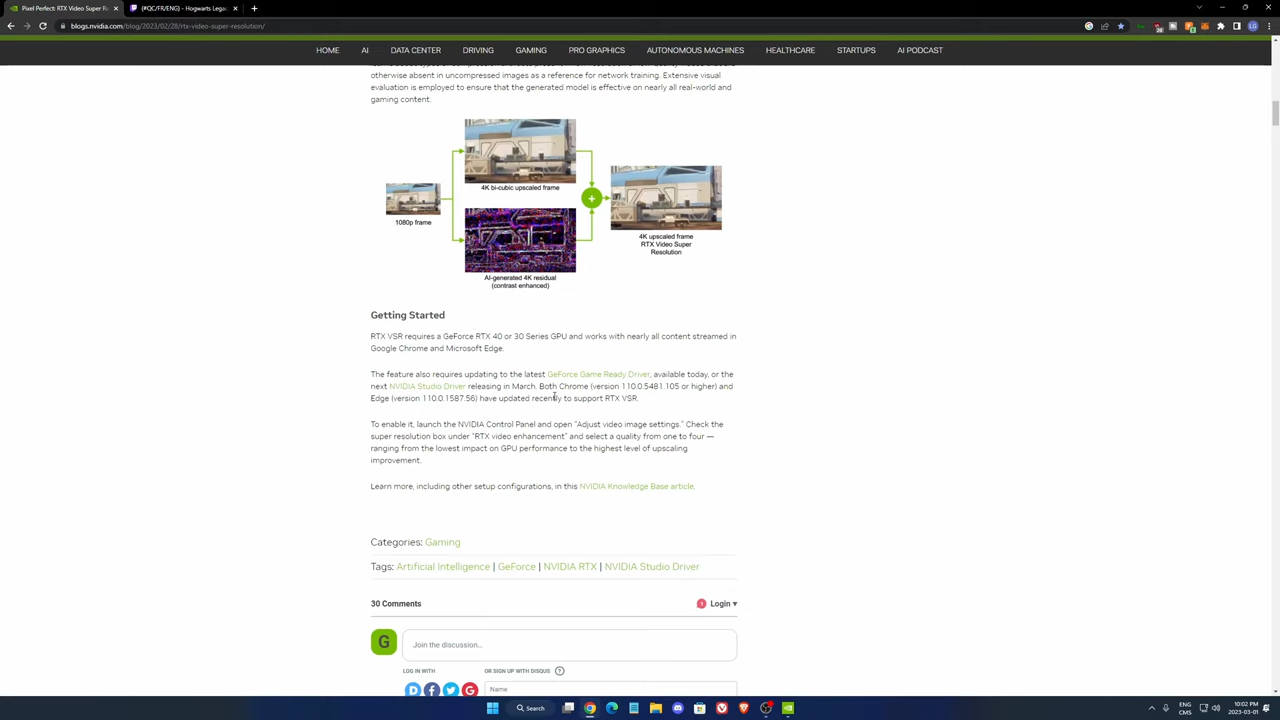 Pixel Perfect: RTX Video Super R
(#QC/FR/ENG) - Hogwarts Legac
blogs.nvidia.com/blog/2023/02/28/rtx-video-super-resolution/
HOME AI DATA CENTER DRIVING GAMING PRO GRAPHICS AUTONOMOUS MACHINES HEALTHCARE STARTUPS AI PODCAST
otherwise absent in uncompressed images as a reference for network training. Extensive visual
evaluation is employed to ensure that the generated model is effective on nearly all real-world and
gaming content.
1080p frame
4K bi-cubic upscaled frame
+
AI-generated 4K residual
(contrast enhanced)
4K upscaled frame
RTX Video Super
Resolution
Getting Started
RTX VSR requires a GeForce RTX 40 or 30 Series GPU and works with nearly all content streamed in
Google Chrome and Microsoft Edge.
The feature also requires updating to the latest GeForce Game Ready Driver, available today, or the
next NVIDIA Studio Driver releasing in March. Both Chrome (version 110.0.5481.105 or higher) and
Edge (version 110.0.1587.56) have updated recently to support RTX VSR.
To enable it, launch the NVIDIA Control Panel and open “Adjust video image settings.” Check the
super resolution box under “RTX video enhancement” and select a quality from one to four —
ranging from the lowest impact on GPU performance to the highest level of upscaling
improvement.
Learn more, including other setup configurations, in this NVIDIA Knowledge Base article.
Categories: Gaming
Tags: Artificial Intelligence | GeForce | NVIDIA RTX | NVIDIA Studio Driver
30 Comments
1 Login
G
Join the discussion...
LOG IN WITH
OR SIGN UP WITH DISQUS ?
Name
Search
ENG
CMS
10:02 PM
2023-03-01